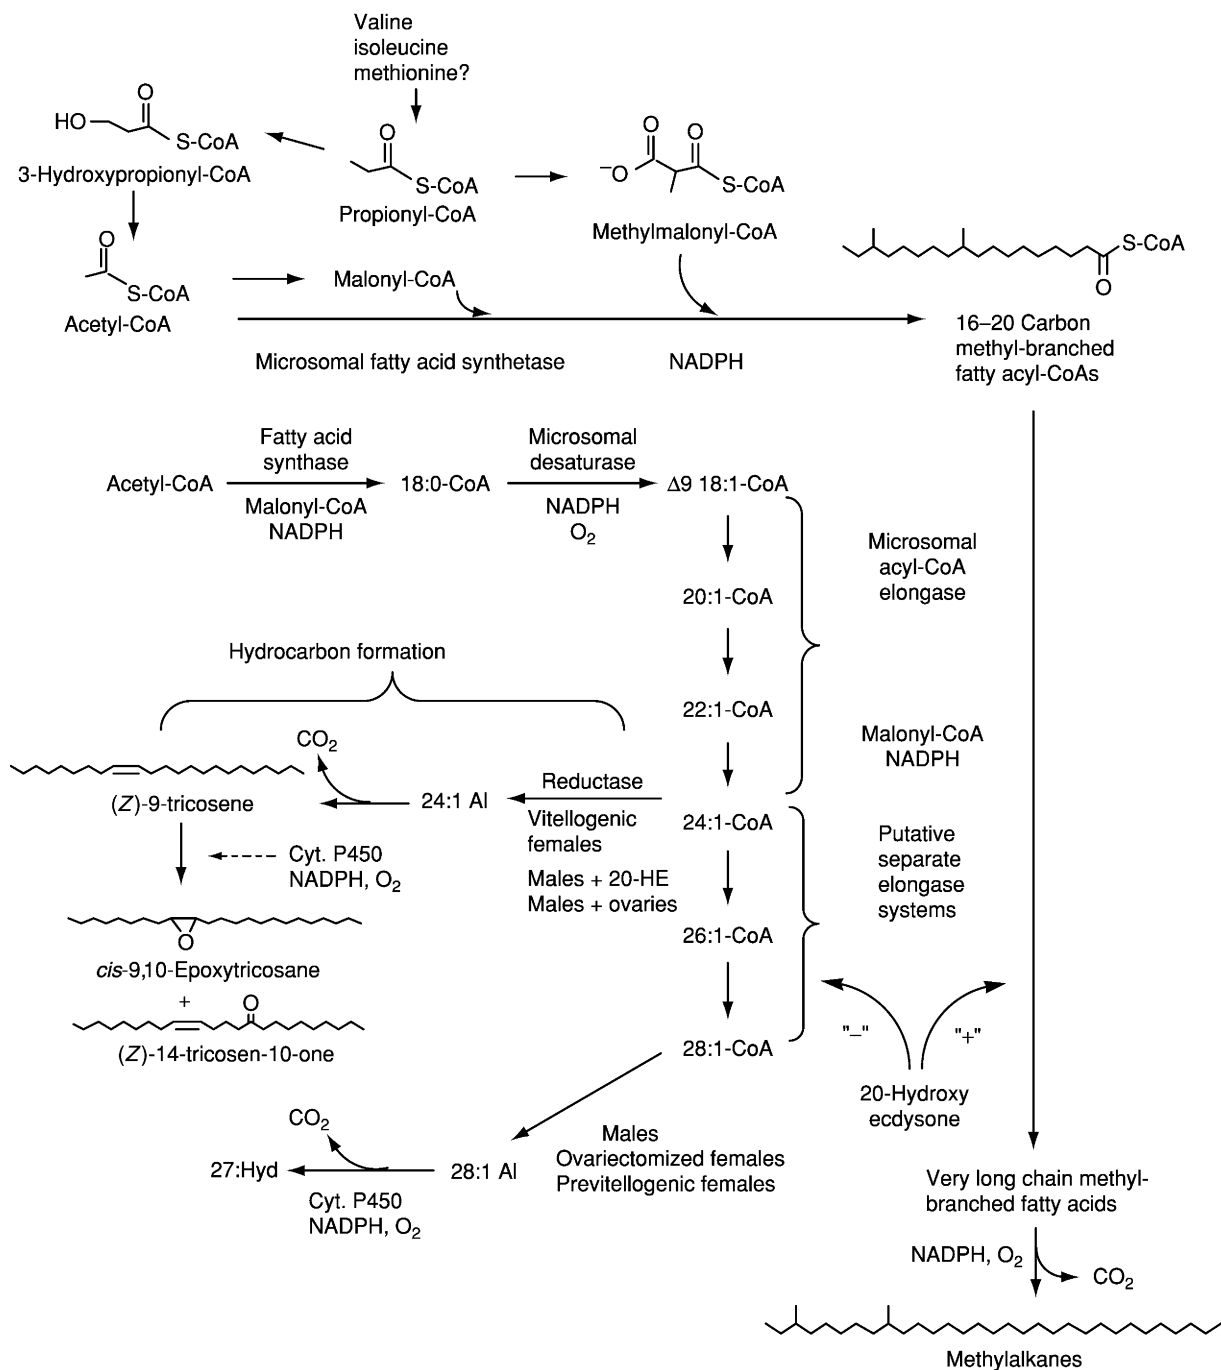 Valine
isoleucine
methionine?
O
HO
S-CoA
3-Hydroxypropionyl-CoA
O
S-CoA
Propionyl-CoA
O
O
−O
S-CoA
Methylmalonyl-CoA
O
S-CoA
Acetyl-CoA
Malonyl-CoA
S-CoA
O
16–20 Carbon
methyl-branched
fatty acyl-CoAs
Microsomal fatty acid synthetase
NADPH
Acetyl-CoA
Fatty acid
synthase
Malonyl-CoA
NADPH
18:0-CoA
Microsomal
desaturase
NADPH
O2
Δ9 18:1-CoA
20:1-CoA
22:1-CoA
24:1-CoA
26:1-CoA
28:1-CoA
Microsomal
acyl-CoA
elongase
Malonyl-CoA
NADPH
Putative
separate
elongase
systems
Hydrocarbon formation
CO2
(Z)-9-tricosene
24:1 Al
Reductase
Vitellogenic
females
Males + 20-HE
Males + ovaries
Cyt. P450
NADPH, O2
O
cis-9,10-Epoxytricosane
+
O
(Z)-14-tricosen-10-one
"–"
"+"
20-Hydroxy
ecdysone
CO2
27:Hyd
28:1 Al
Cyt. P450
NADPH, O2
Males
Ovariectomized females
Previtellogenic females
Very long chain methyl-
branched fatty acids
NADPH, O2
CO2
Methylalkanes